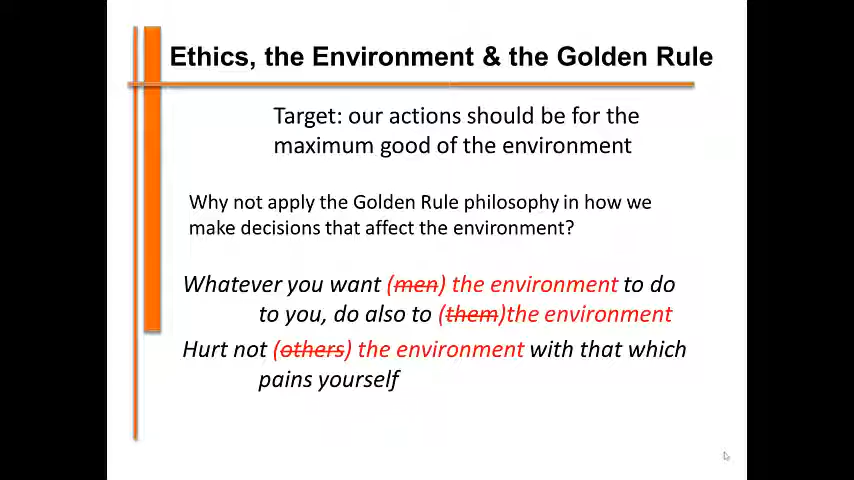 Ethics, the Environment & the Golden Rule
Target: our actions should be for the
maximum good of the environment
Why not apply the Golden Rule philosophy in how we
make decisions that affect the environment?
Whatever you want (men) the environment to do
to you, do also to (them)the environment
Hurt not (others) the environment with that which
pains yourself